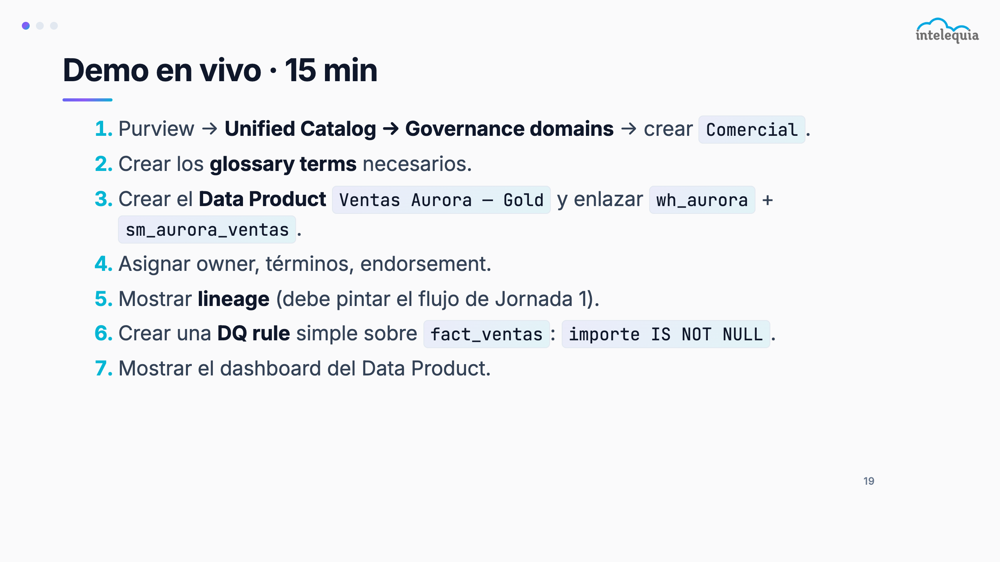 intelequia
Demo en vivo · 15 min
1. Purview → Unified Catalog → Governance domains → crear Comercial.
2. Crear los glossary terms necesarios.
3. Crear el Data Product Ventas Aurora — Gold y enlazar wh_aurora +
sm_aurora_ventas.
4. Asignar owner, términos, endorsement.
5. Mostrar lineage (debe pintar el flujo de Jornada 1).
6. Crear una DQ rule simple sobre fact_ventas: importe IS NOT NULL.
7. Mostrar el dashboard del Data Product.
19